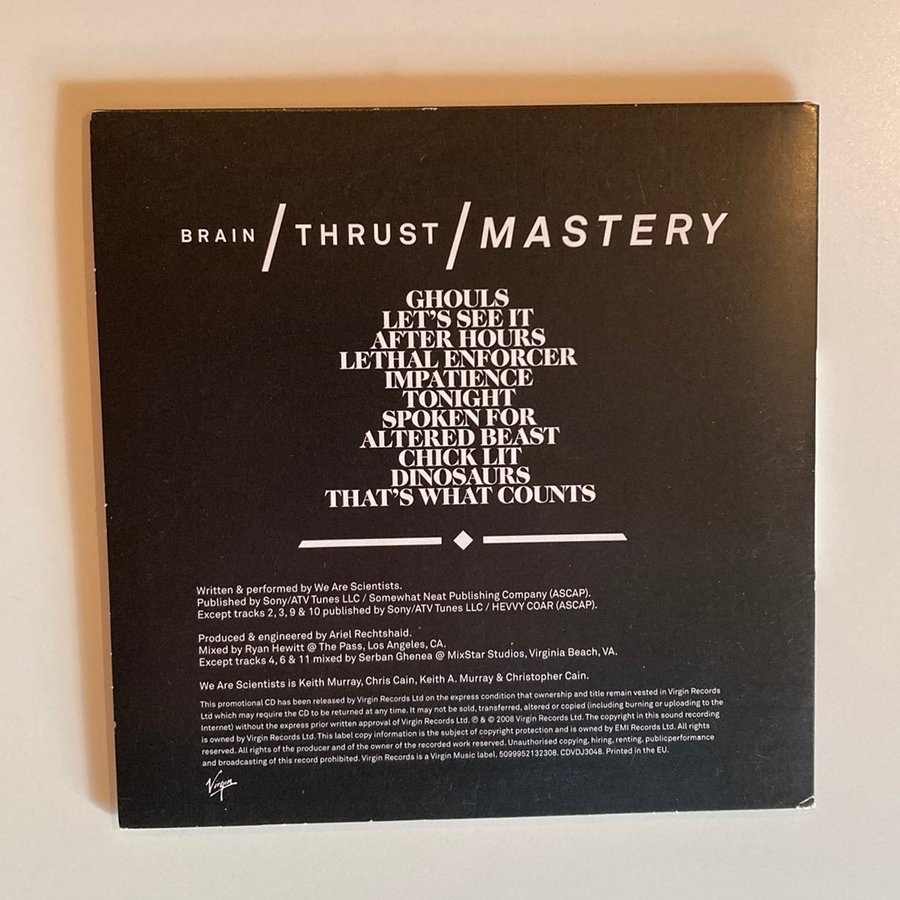 BRAIN / THRUST / MASTERY
GHOULS
LET'S SEE IT
AFTER HOURS
LETHAL ENFORCER
IMPATIENCE
TONIGHT
SPOKEN FOR
ALTERED BEAST
CHICK LIT
DINOSAURS
THAT'S WHAT COUNTS
Written & performed by We Are Scientists.
Published by Sony/ATV Tunes LLC / Somewhat Neat Publishing Company (ASCAP).
Except tracks 2, 3, 9 & 10 published by Sony/ATV Tunes LLC / HEVVY COAR (ASCAP).
Produced & engineered by Ariel Rechtshaid.
Mixed by Ryan Hewitt @ The Pass, Los Angeles, CA.
Except tracks 4, 6 & 11 mixed by Serban Ghenea @ MixStar Studios, Virginia Beach, VA.
We Are Scientists is Keith Murray, Chris Cain, Keith A. Murray & Christopher Cain.
This promotional CD has been released by Virgin Records Ltd on the express condition that ownership and title remain vested in Virgin Records
Ltd which may require the CD to be returned at any time. It may not be sold, transferred, altered or copied (including burning or uploading to the
Internet) without the express prior written approval of Virgin Records Ltd. ℗ & © 2008 Virgin Records Ltd. The copyright in this sound recording
is owned by Virgin Records Ltd. This label copy information is the subject of copyright protection and is owned by EMI Records Ltd. All rights
reserved. All rights of the producer and of the owner of the recorded work reserved. Unauthorised copying, hiring, renting, publicperformance
and broadcasting of this record prohibited. Virgin Records is a Virgin Music label. 5099952132308. CDVDJ3048. Printed in the EU.
Virgin